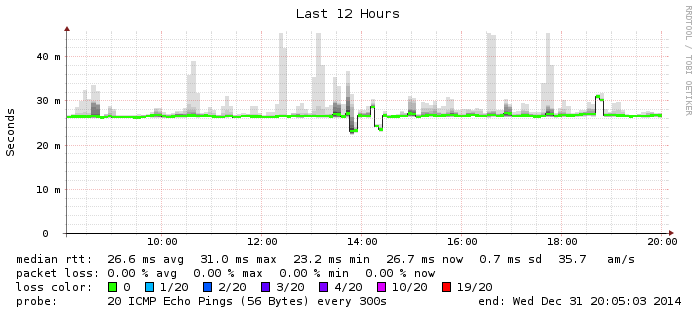 Last 12 Hours
RRDTOOL / TOBI OETIKER
Seconds
40 m
30 m
20 m
10 m
0
10:00 12:00 14:00 16:00 18:00 20:00
median rtt: 26.6 ms avg 31.0 ms max 23.2 ms min 26.7 ms now 0.7 ms sd 35.7 am/s
packet loss: 0.00 % avg 0.00 % max 0.00 % min 0.00 % now
loss color: 0 1/20 2/20 3/20 4/20 10/20 19/20
probe: 20 ICMP Echo Pings (56 Bytes) every 300s end: Wed Dec 31 20:05:03 2014